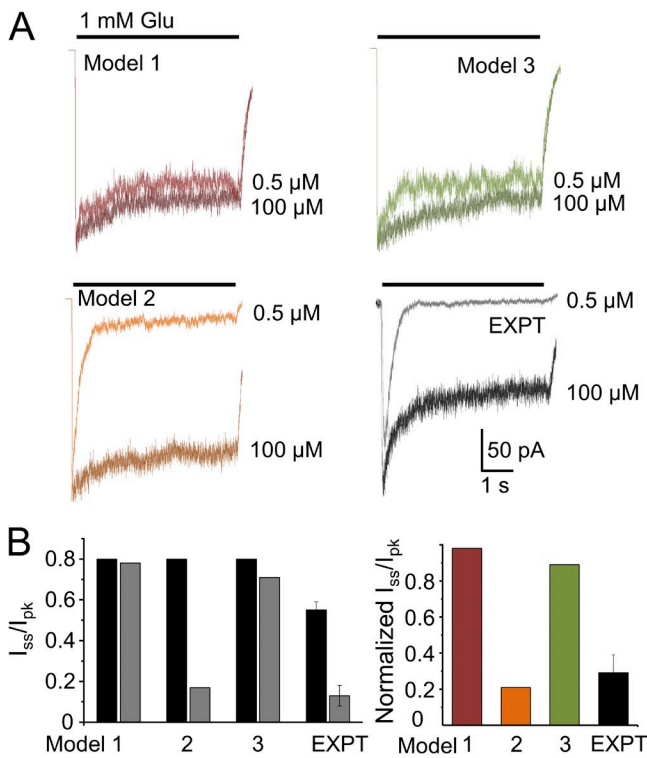 A
1 mM Glu
Model 1
0.5 µM
100 µM
Model 3
0.5 µM
100 µM
Model 2
0.5 µM
100 µM
EXPT
0.5 µM
100 µM
50 pA
1 s
B
Iss/Ipk
0.8
0.6
0.4
0.2
0
Model 1 2 3 EXPT
Normalized Iss/Ipk
0.8
0.6
0.4
0.2
0
Model 1 2 3 EXPT